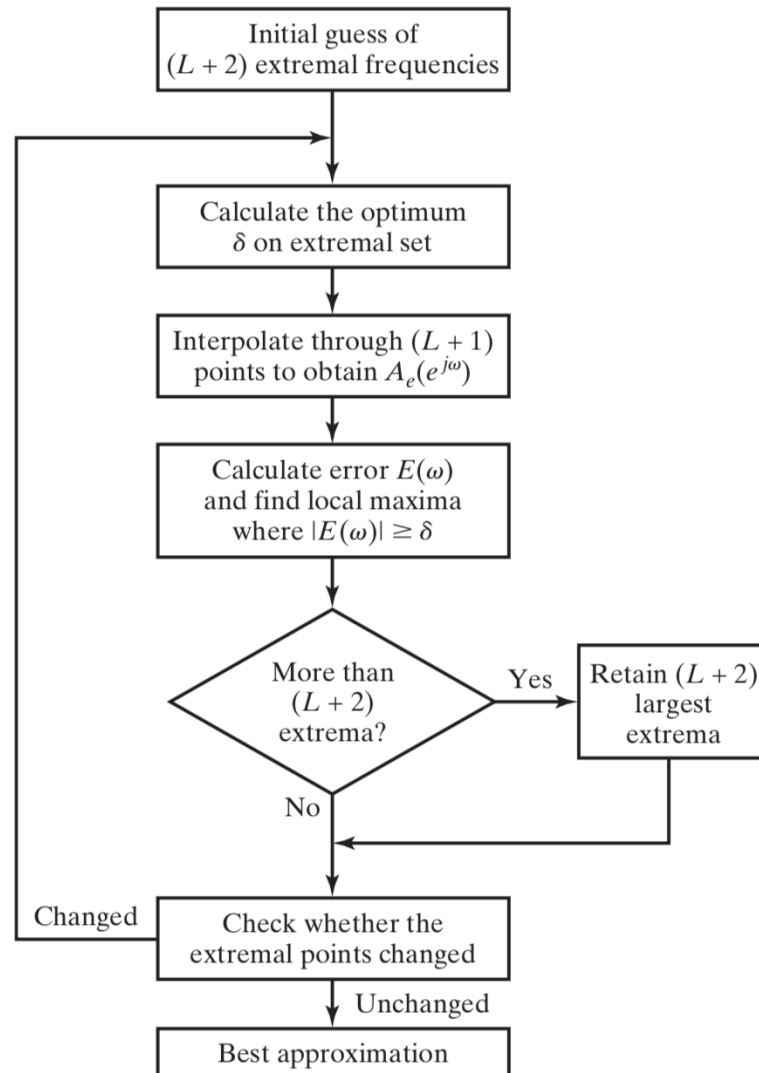 Initial guess of
(L + 2) extremal frequencies
Calculate the optimum
δ on extremal set
Interpolate through (L + 1)
points to obtain Aₑ(e^{jω})
Calculate error E(ω)
and find local maxima
where |E(ω)| ≥ δ
More than
(L + 2)
extrema?
Yes
Retain (L + 2)
largest
extrema
No
Changed
Check whether the
extremal points changed
Unchanged
Best approximation